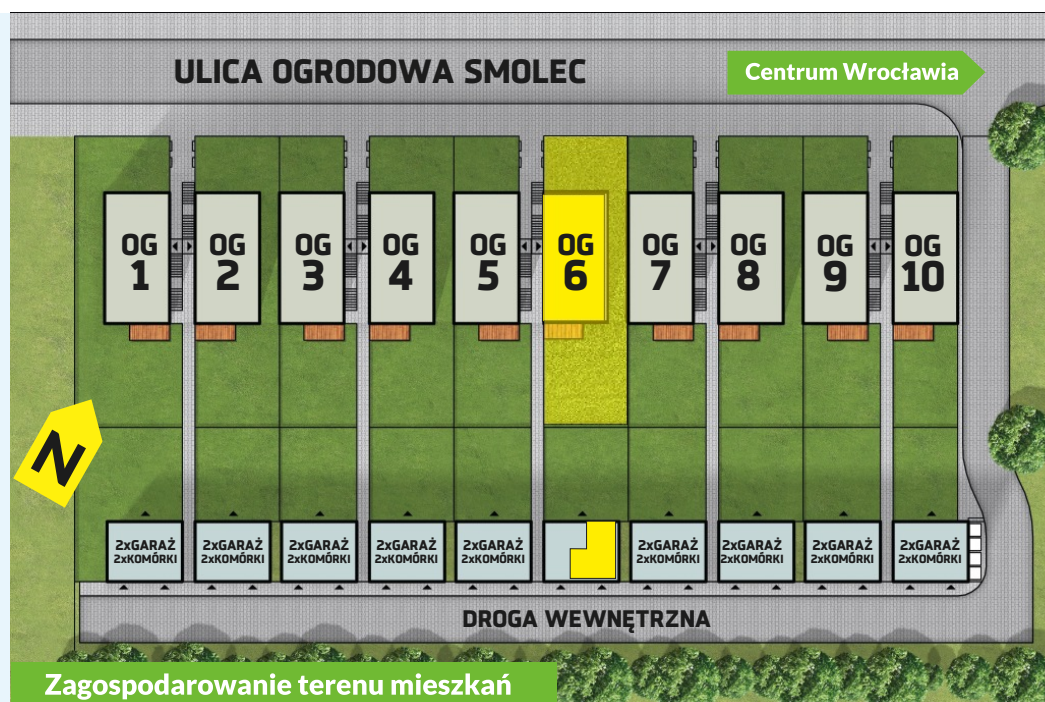 ULICA OGRODOWA SMOLEC
Centrum Wrocławia
OG
1
OG
2
OG
3
OG
4
OG
5
OG
6
OG
7
OG
8
OG
9
OG
10
N
2xGARAŻ
2xKOMÓRKI
2xGARAŻ
2xKOMÓRKI
2xGARAŻ
2xKOMÓRKI
2xGARAŻ
2xKOMÓRKI
2xGARAŻ
2xKOMÓRKI
2xGARAŻ
2xKOMÓRKI
2xGARAŻ
2xKOMÓRKI
2xGARAŻ
2xKOMÓRKI
2xGARAŻ
2xKOMÓRKI
DROGA WEWNĘTRZNA
Zagospodarowanie terenu mieszkań